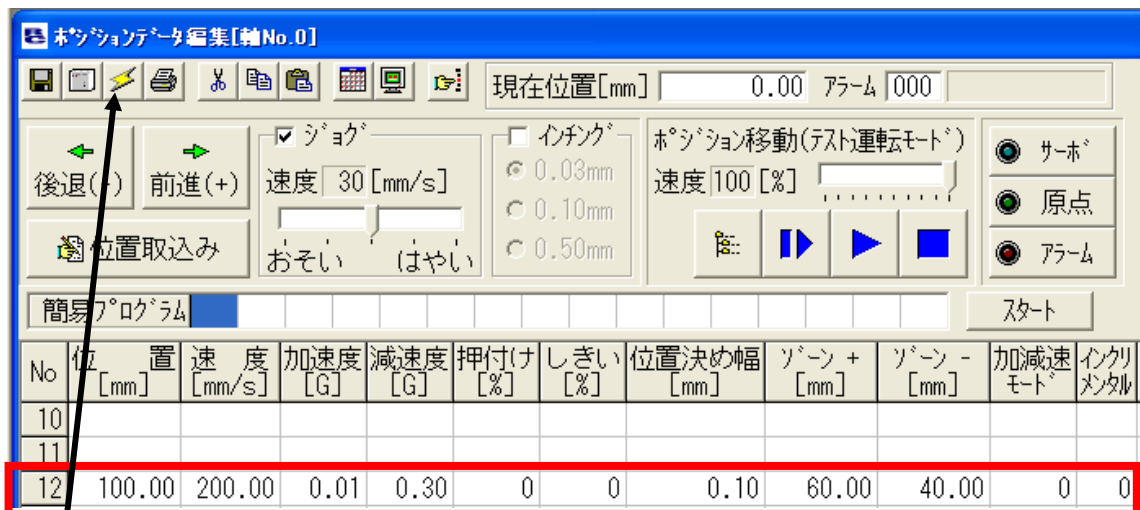 ポジションデータ編集[軸No.0]
現在位置[mm] 0.00 アラーム 000
ジョグ インチング ポジション移動(テスト運転モード)
後退(-) 前進(+) 速度 30 [mm/s] 0.03mm 速度 100 [%] サーボ
0.10mm 原点
位置取込み おそい はやい 0.50mm アラーム
簡易プログラム スタート
No 位置[mm] 速度[mm/s] 加速度[G] 減速度[G] 押付け[%] しきい[%] 位置決め幅[mm] ゾーン+[mm] ゾーン-[mm] 加減速モード インクリメンタル
10
11
12 100.00 200.00 0.01 0.30 0 0 0.10 60.00 40.00 0 0